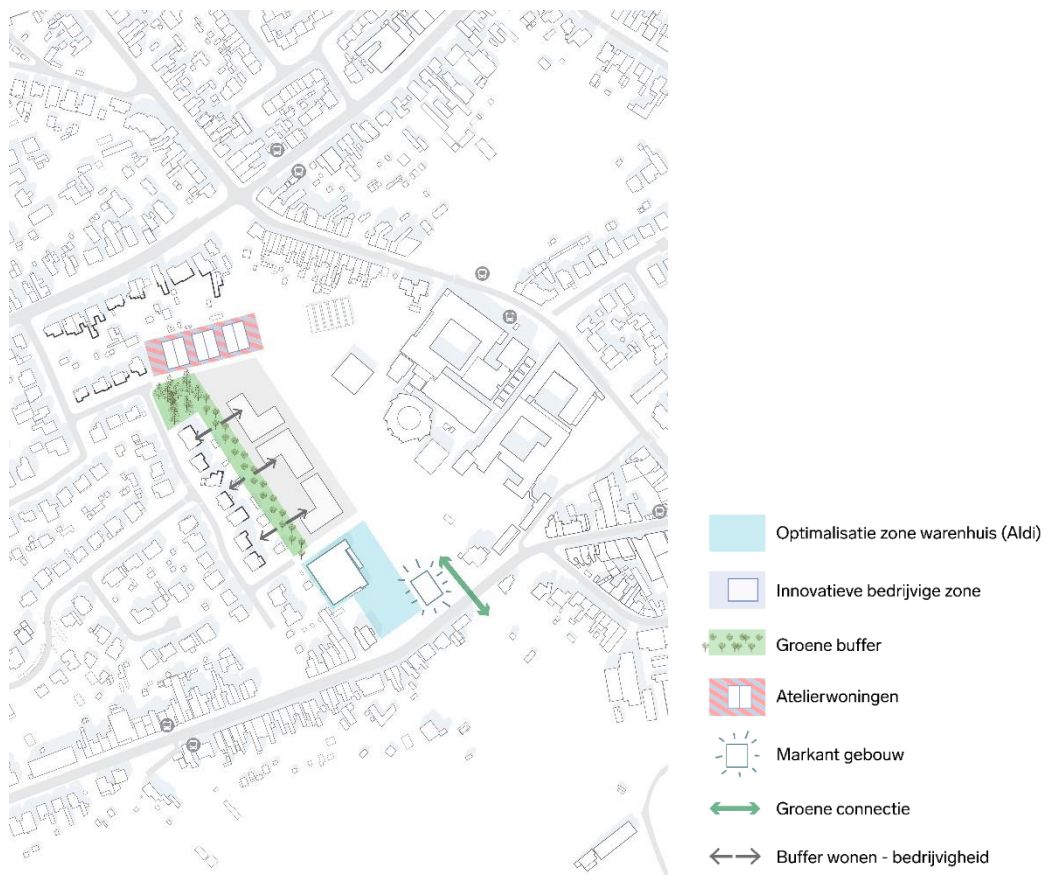 Optimalisatie zone warenhuis (Aldi)
Innovatieve bedrijvige zone
Groene buffer
Atelierwoningen
Markant gebouw
Groene connectie
Buffer wonen - bedrijvigheid